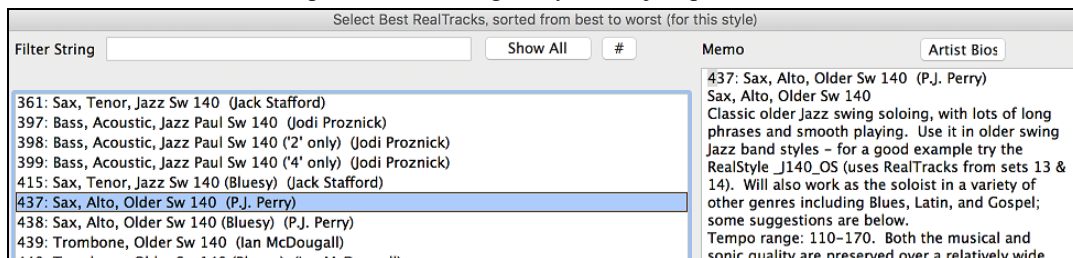 Select Best RealTracks, sorted from best to worst (for this style)
Filter String
Show All
#
Memo
Artist Bios
361: Sax, Tenor, Jazz Sw 140 (Jack Stafford)
397: Bass, Acoustic, Jazz Paul Sw 140 (Jodi Proznick)
398: Bass, Acoustic, Jazz Paul Sw 140 ('2' only) (Jodi Proznick)
399: Bass, Acoustic, Jazz Paul Sw 140 ('4' only) (Jodi Proznick)
415: Sax, Tenor, Jazz Sw 140 (Bluesy) (Jack Stafford)
437: Sax, Alto, Older Sw 140 (P.J. Perry)
438: Sax, Alto, Older Sw 140 (Bluesy) (P.J. Perry)
439: Trombone, Older Sw 140 (Ian McDougall)
437: Sax, Alto, Older Sw 140 (P.J. Perry)
Sax, Alto, Older Sw 140
Classic older Jazz swing soloing, with lots of long
phrases and smooth playing. Use it in older swing
Jazz band styles - for a good example try the
RealStyle _J140_OS (uses RealTracks from sets 13 &
14). Will also work as the soloist in a variety of
other genres including Blues, Latin, and Gospel;
some suggestions are below.
Tempo range: 110-170. Both the musical and
sonic quality are preserved over a relatively wide